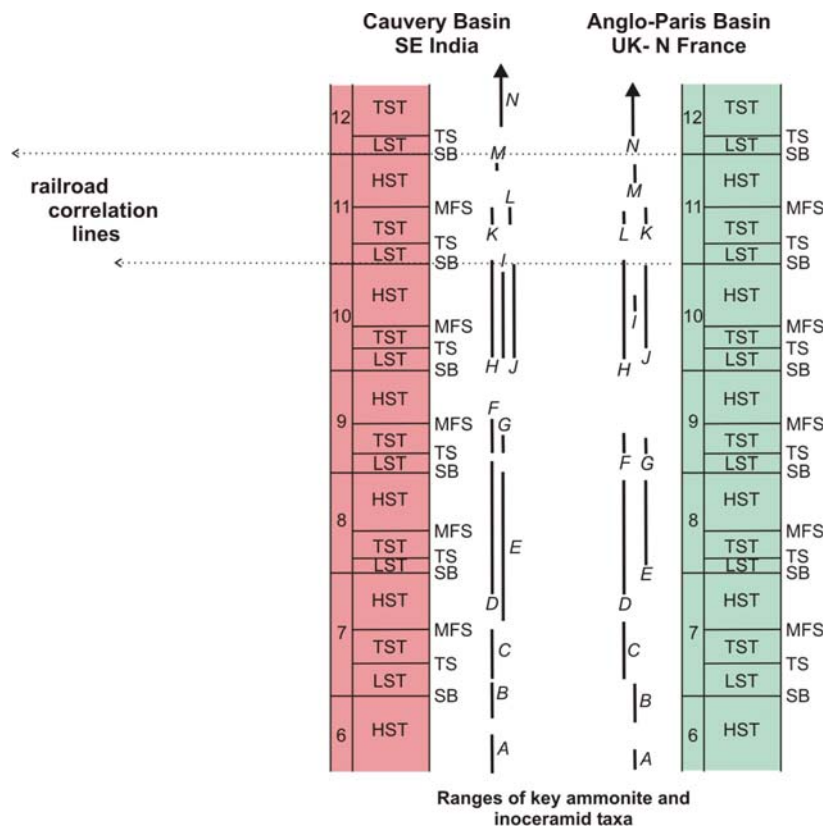 Cauvery Basin
SE India
Anglo-Paris Basin
UK- N France
12
TST
LST
TS
SB
11
HST
TST
LST
MFS
TS
SB
10
HST
TST
LST
MFS
TS
SB
9
HST
TST
LST
MFS
TS
SB
8
HST
TST
LST
MFS
TS
SB
7
HST
TST
LST
MFS
TS
SB
6
HST
railroad
correlation
lines
N
M
L
K
I
H
J
F
G
E
D
C
B
A
N
M
L
K
I
J
H
F
G
E
D
C
B
A
12
TST
LST
TS
SB
11
HST
TST
LST
MFS
TS
SB
10
HST
TST
LST
MFS
TS
SB
9
HST
TST
LST
MFS
TS
SB
8
HST
TST
LST
MFS
TS
SB
7
HST
TST
LST
MFS
TS
SB
6
HST
Ranges of key ammonite and
inoceramid taxa